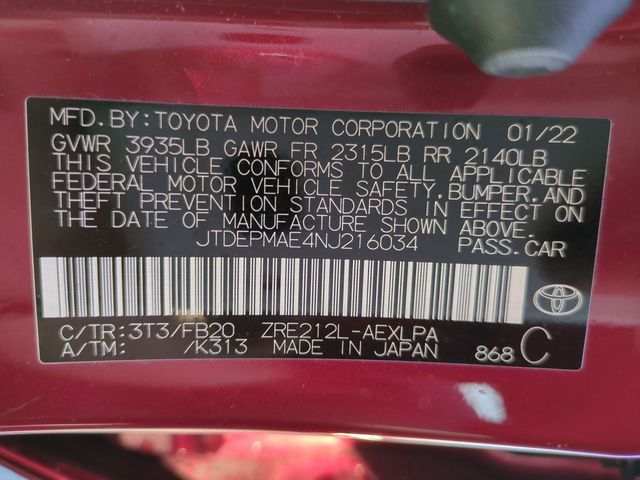 MFD. BY: TOYOTA MOTOR CORPORATION 01/22
GVWR 3935LB GAWR FR 2315LB RR 2140LB
THIS VEHICLE CONFORMS TO ALL APPLICABLE
FEDERAL MOTOR VEHICLE SAFETY, BUMPER, AND
THEFT PREVENTION STANDARDS IN EFFECT ON
THE DATE OF MANUFACTURE SHOWN ABOVE.
JTDEPMAE4NJ216034 PASS.CAR
C/TR: 3T3/FB20 ZRE212L-AEXLPA
A/TM: /K313 MADE IN JAPAN 868 C